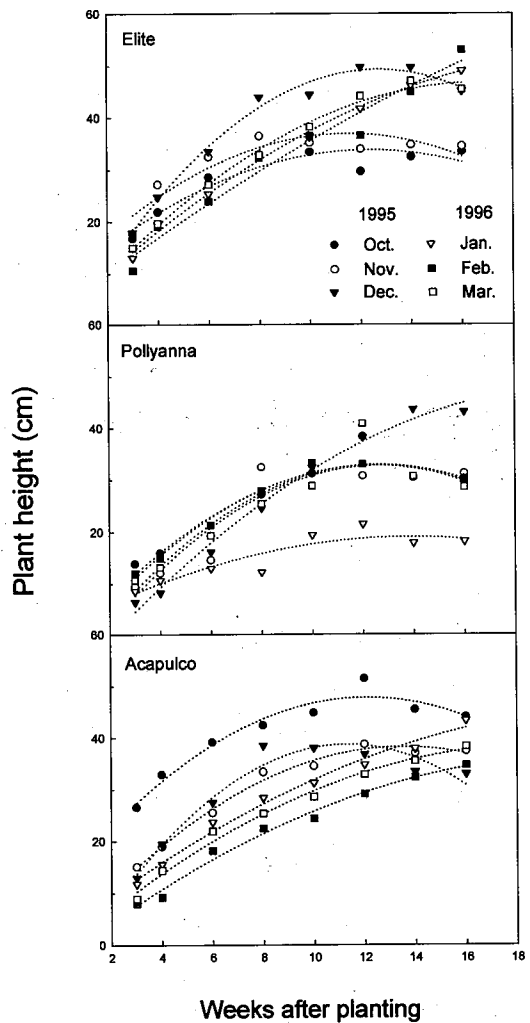 60
Elite
40
20
1995 1996
Oct. Jan.
Nov. Feb.
Dec. Mar.
60
Pollyanna
40
20
60
Acapulco
40
20
0
2 4 6 8 10 12 14 16 18
Plant height (cm)
Weeks after planting